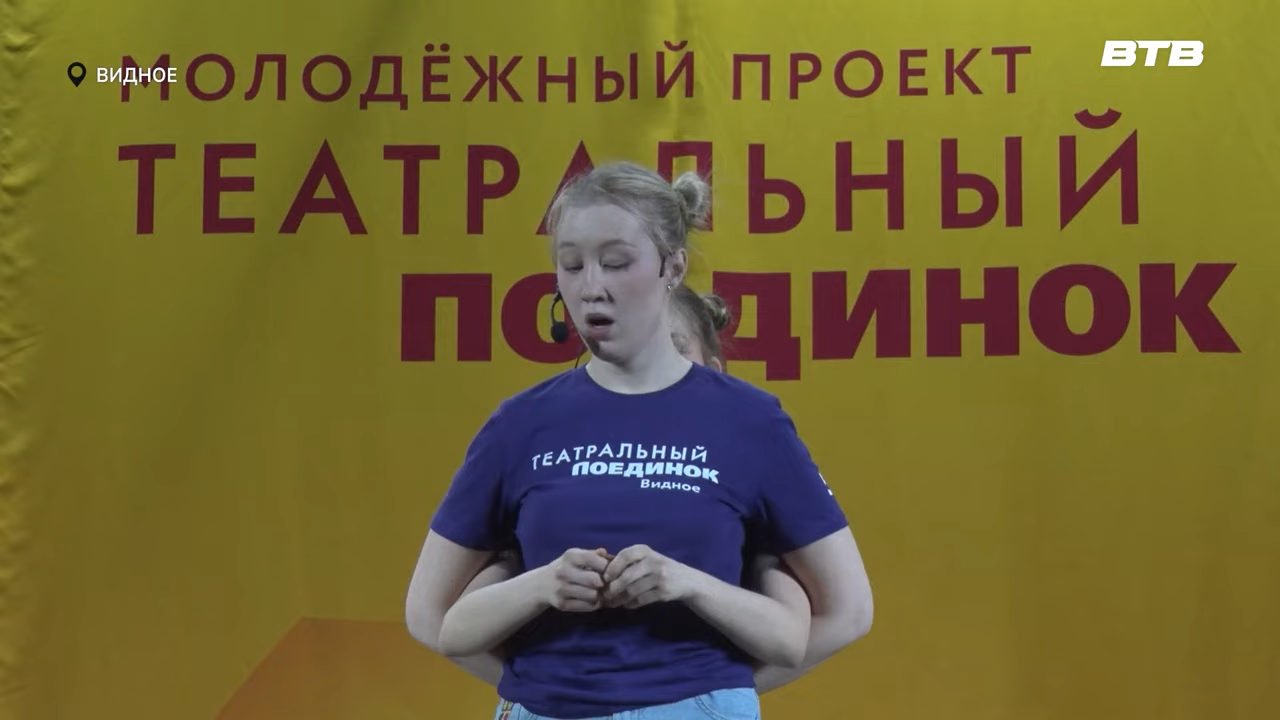 ВИДНОЕ
ВТВ
МОЛОДЁЖНЫЙ ПРОЕКТ
ТЕАТРАЛЬНЫЙ
ПОЕДИНОК
ТЕАТРАЛЬНЫЙ
ПОЕДИНОК
Видное